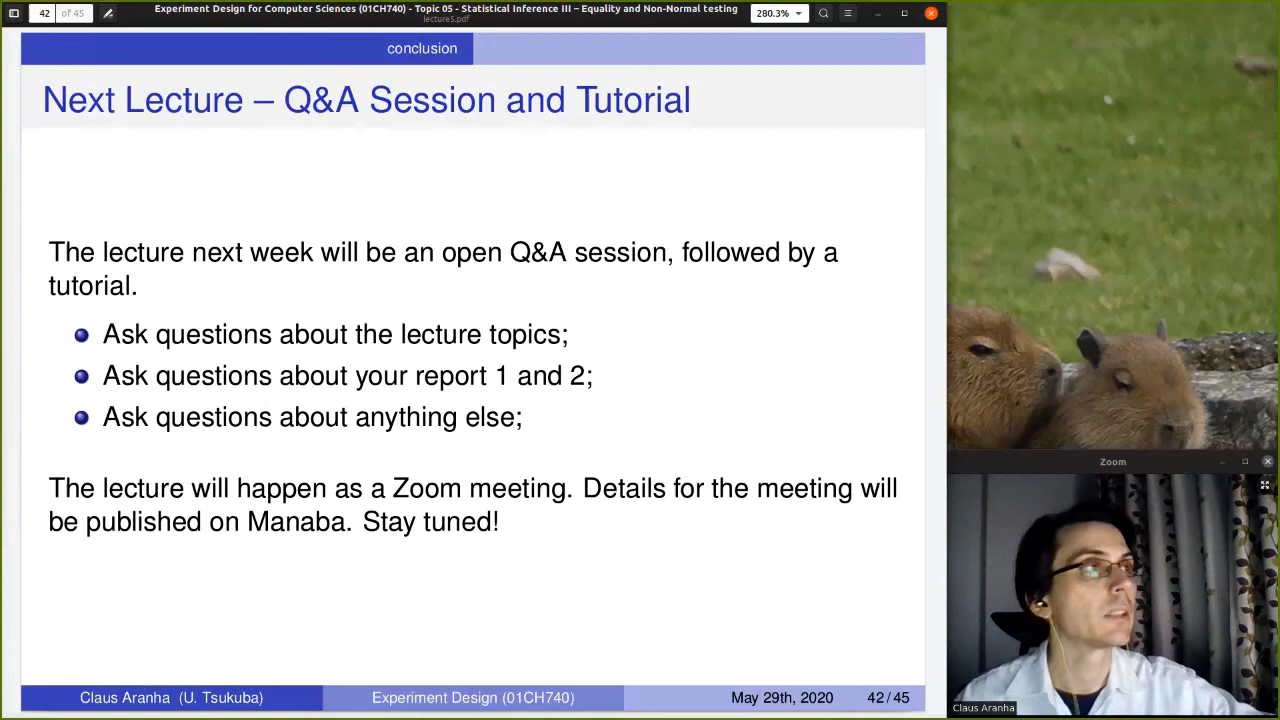 42 of 45
Experiment Design for Computer Sciences (01CH740) - Topic 05 - Statistical Inference III – Equality and Non-Normal testing
lecture5.pdf
280.3%
conclusion
Next Lecture – Q&A Session and Tutorial
The lecture next week will be an open Q&A session, followed by a
tutorial.
Ask questions about the lecture topics;
Ask questions about your report 1 and 2;
Ask questions about anything else;
The lecture will happen as a Zoom meeting. Details for the meeting will
be published on Manaba. Stay tuned!
Claus Aranha (U. Tsukuba)
Experiment Design (01CH740)
May 29th, 2020
42 / 45
Zoom
Claus Aranha